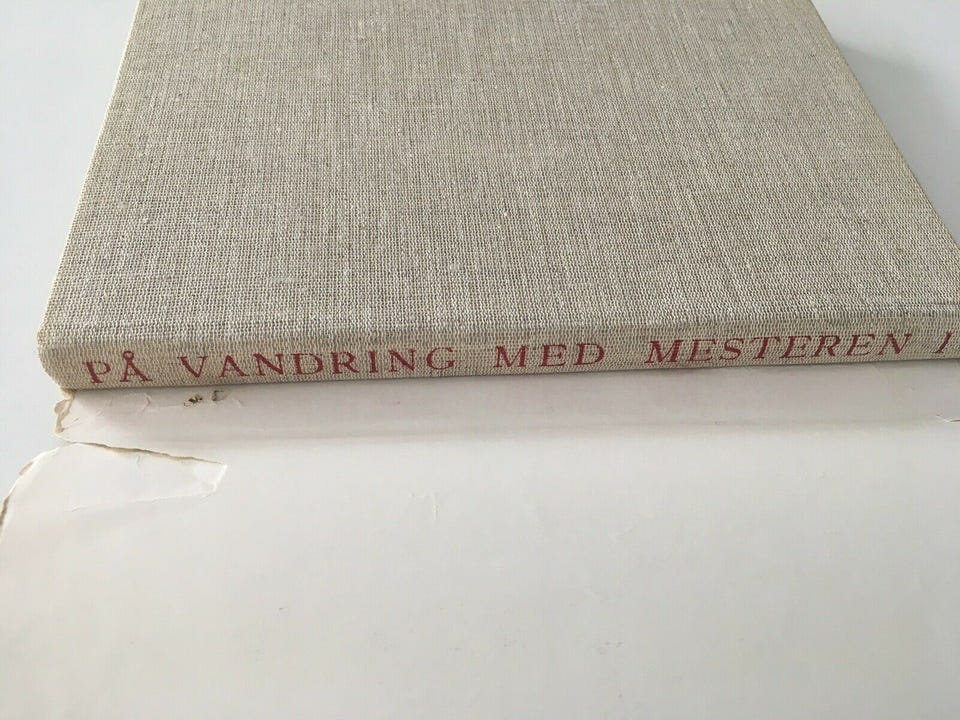 PÅ VANDRING MED MESTEREN